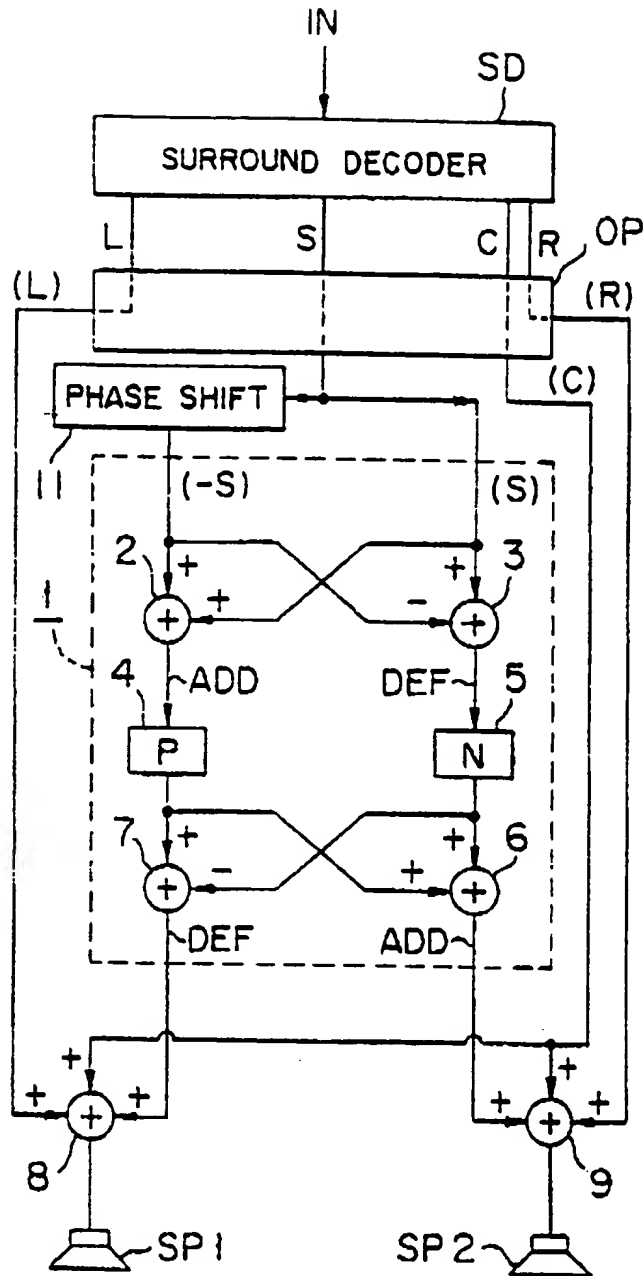 IN
SD
SURROUND DECODER
L
S
C
R
OP
(L)
(R)
PHASE SHIFT
(C)
11
(-S)
(S)
2
+
+
-
+
3
1
4
ADD
DEF
5
P
N
7
+
-
+
+
6
DEF
ADD
+
+
+
+
+
+
+
+
8
9
SP1
SP2